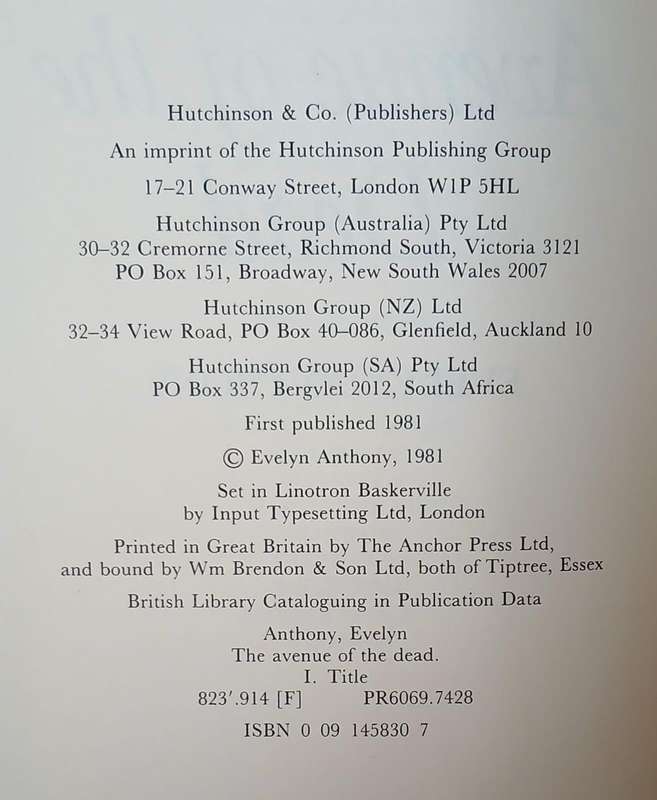 Hutchinson & Co. (Publishers) Ltd
An imprint of the Hutchinson Publishing Group
17–21 Conway Street, London W1P 5HL
Hutchinson Group (Australia) Pty Ltd
30–32 Cremorne Street, Richmond South, Victoria 3121
PO Box 151, Broadway, New South Wales 2007
Hutchinson Group (NZ) Ltd
32–34 View Road, PO Box 40–086, Glenfield, Auckland 10
Hutchinson Group (SA) Pty Ltd
PO Box 337, Bergvlei 2012, South Africa
First published 1981
© Evelyn Anthony, 1981
Set in Linotron Baskerville
by Input Typesetting Ltd, London
Printed in Great Britain by The Anchor Press Ltd,
and bound by Wm Brendon & Son Ltd, both of Tiptree, Essex
British Library Cataloguing in Publication Data
Anthony, Evelyn
The avenue of the dead.
I. Title
823′.914 [F] PR6069.7428
ISBN 0 09 145830 7